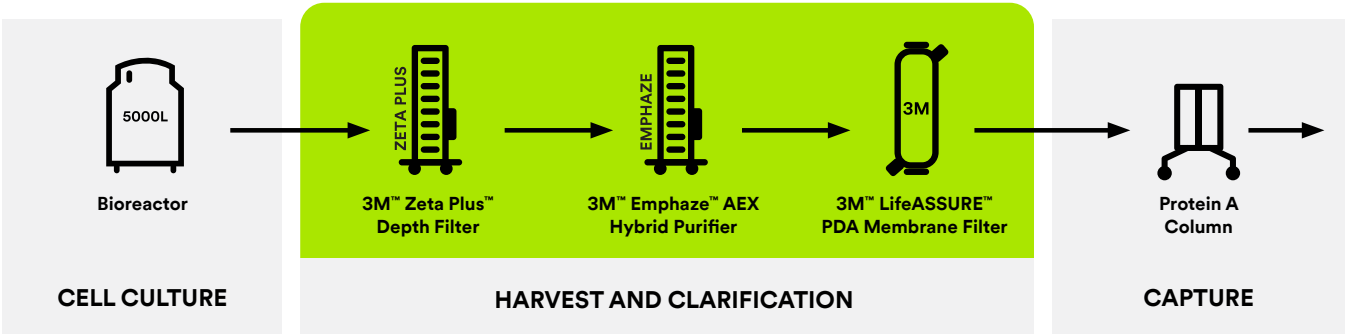 5000L
Bioreactor
CELL CULTURE
ZETA PLUS
3M™ Zeta Plus™
Depth Filter
EMPHAZE
3M™ Emphaze™ AEX
Hybrid Purifier
3M
3M™ LifeASSURE™
PDA Membrane Filter
HARVEST AND CLARIFICATION
Protein A
Column
CAPTURE